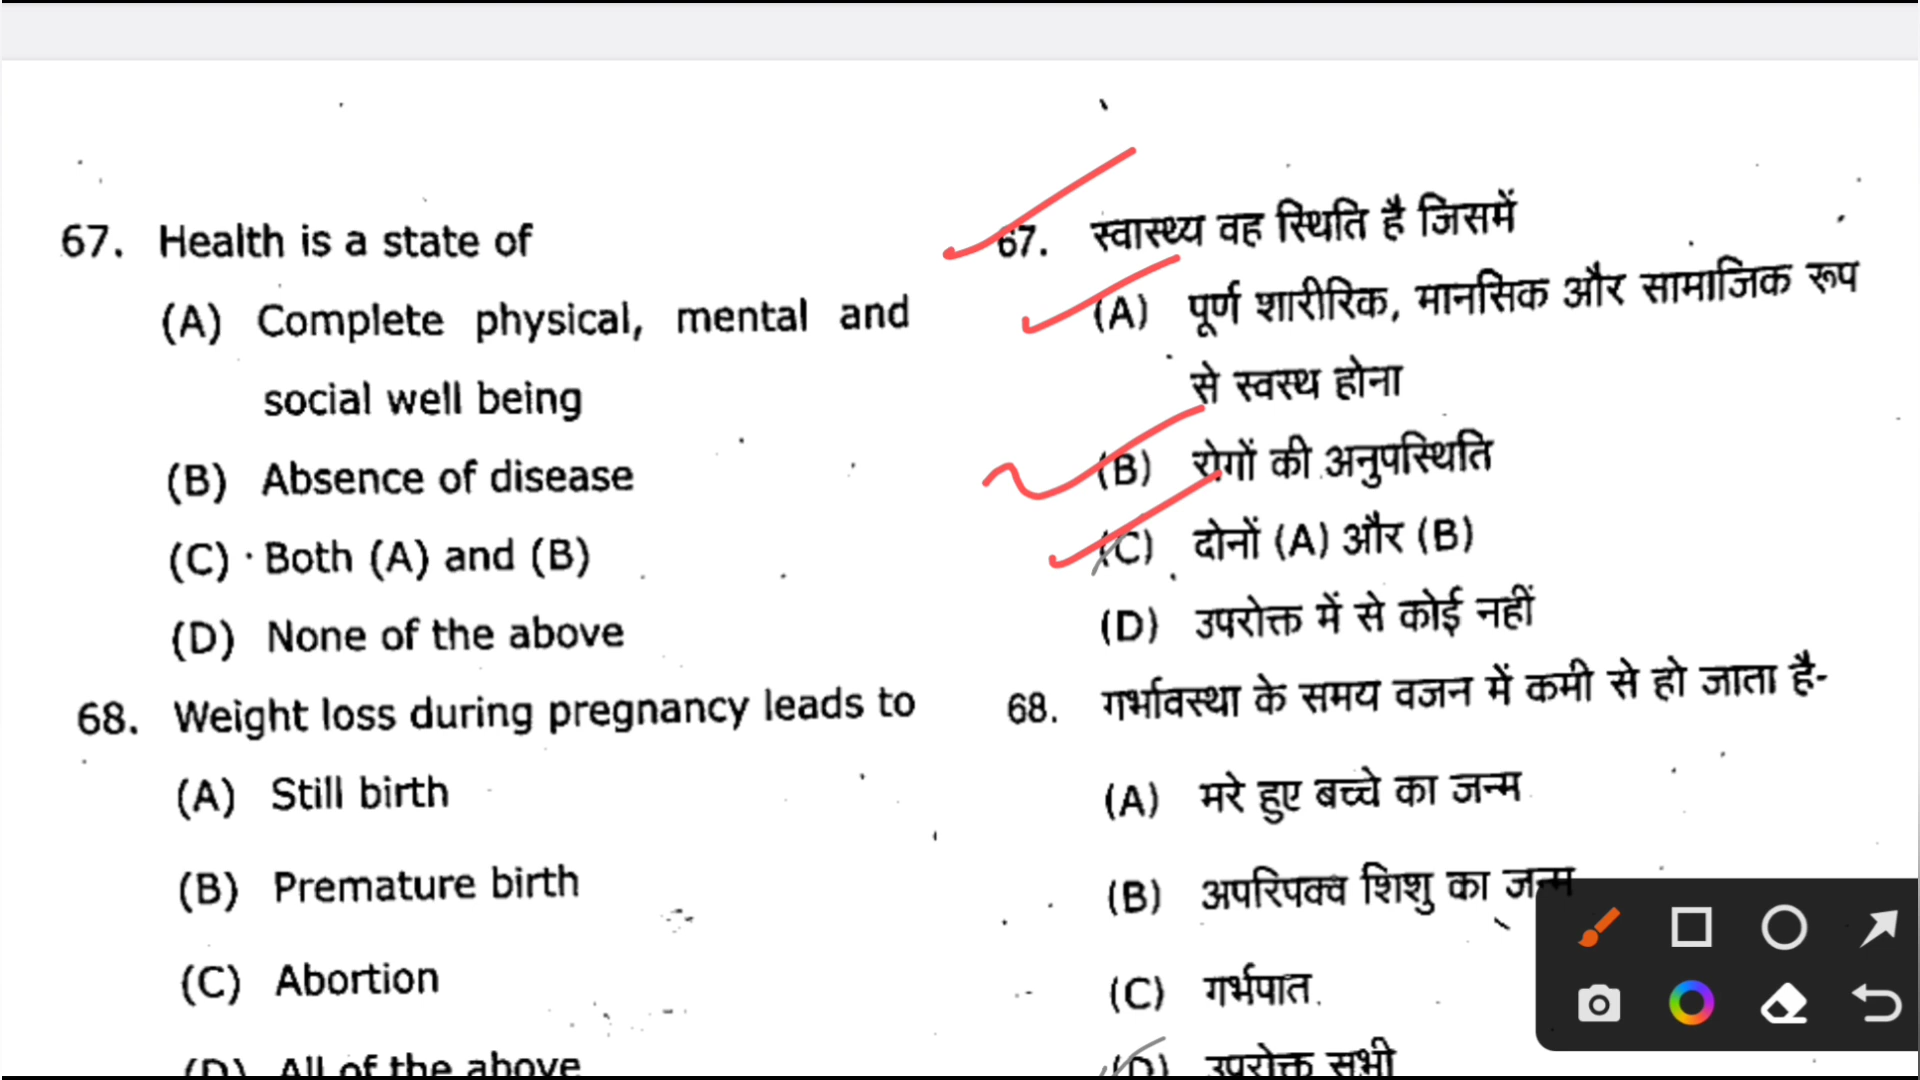 67. Health is a state of
(A) Complete physical, mental and
social well being
(B) Absence of disease
(C) Both (A) and (B)
(D) None of the above
68. Weight loss during pregnancy leads to
(A) Still birth
(B) Premature birth
(C) Abortion
(D) All of the above
67. स्वास्थ्य वह स्थिति है जिसमें
(A) पूर्ण शारीरिक, मानसिक और सामाजिक रूप
से स्वस्थ होना
(B) रोगों की अनुपस्थिति
(C) दोनों (A) और (B)
(D) उपरोक्त में से कोई नहीं
68. गर्भावस्था के समय वजन में कमी से हो जाता है-
(A) मरे हुए बच्चे का जन्म
(B) अपरिपक्व शिशु का जन्म
(C) गर्भपात
(D) उपरोक्त सभी